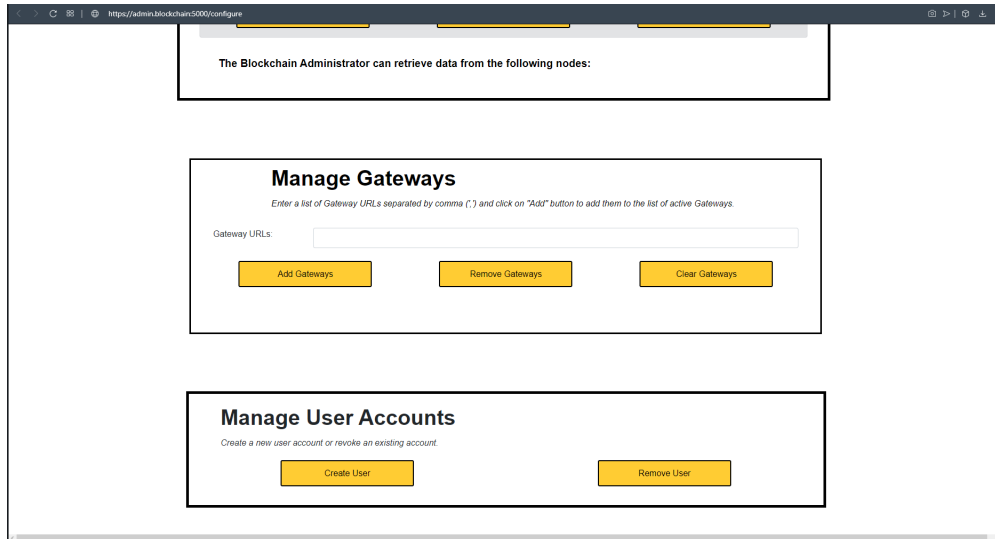 https://admin.blockchain:5000/configure
The Blockchain Administrator can retrieve data from the following nodes:
Manage Gateways
Enter a list of Gateway URLs separated by comma (',') and click on "Add" button to add them to the list of active Gateways.
Gateway URLs:
Add Gateways Remove Gateways Clear Gateways
Manage User Accounts
Create a new user account or revoke an existing account.
Create User Remove User